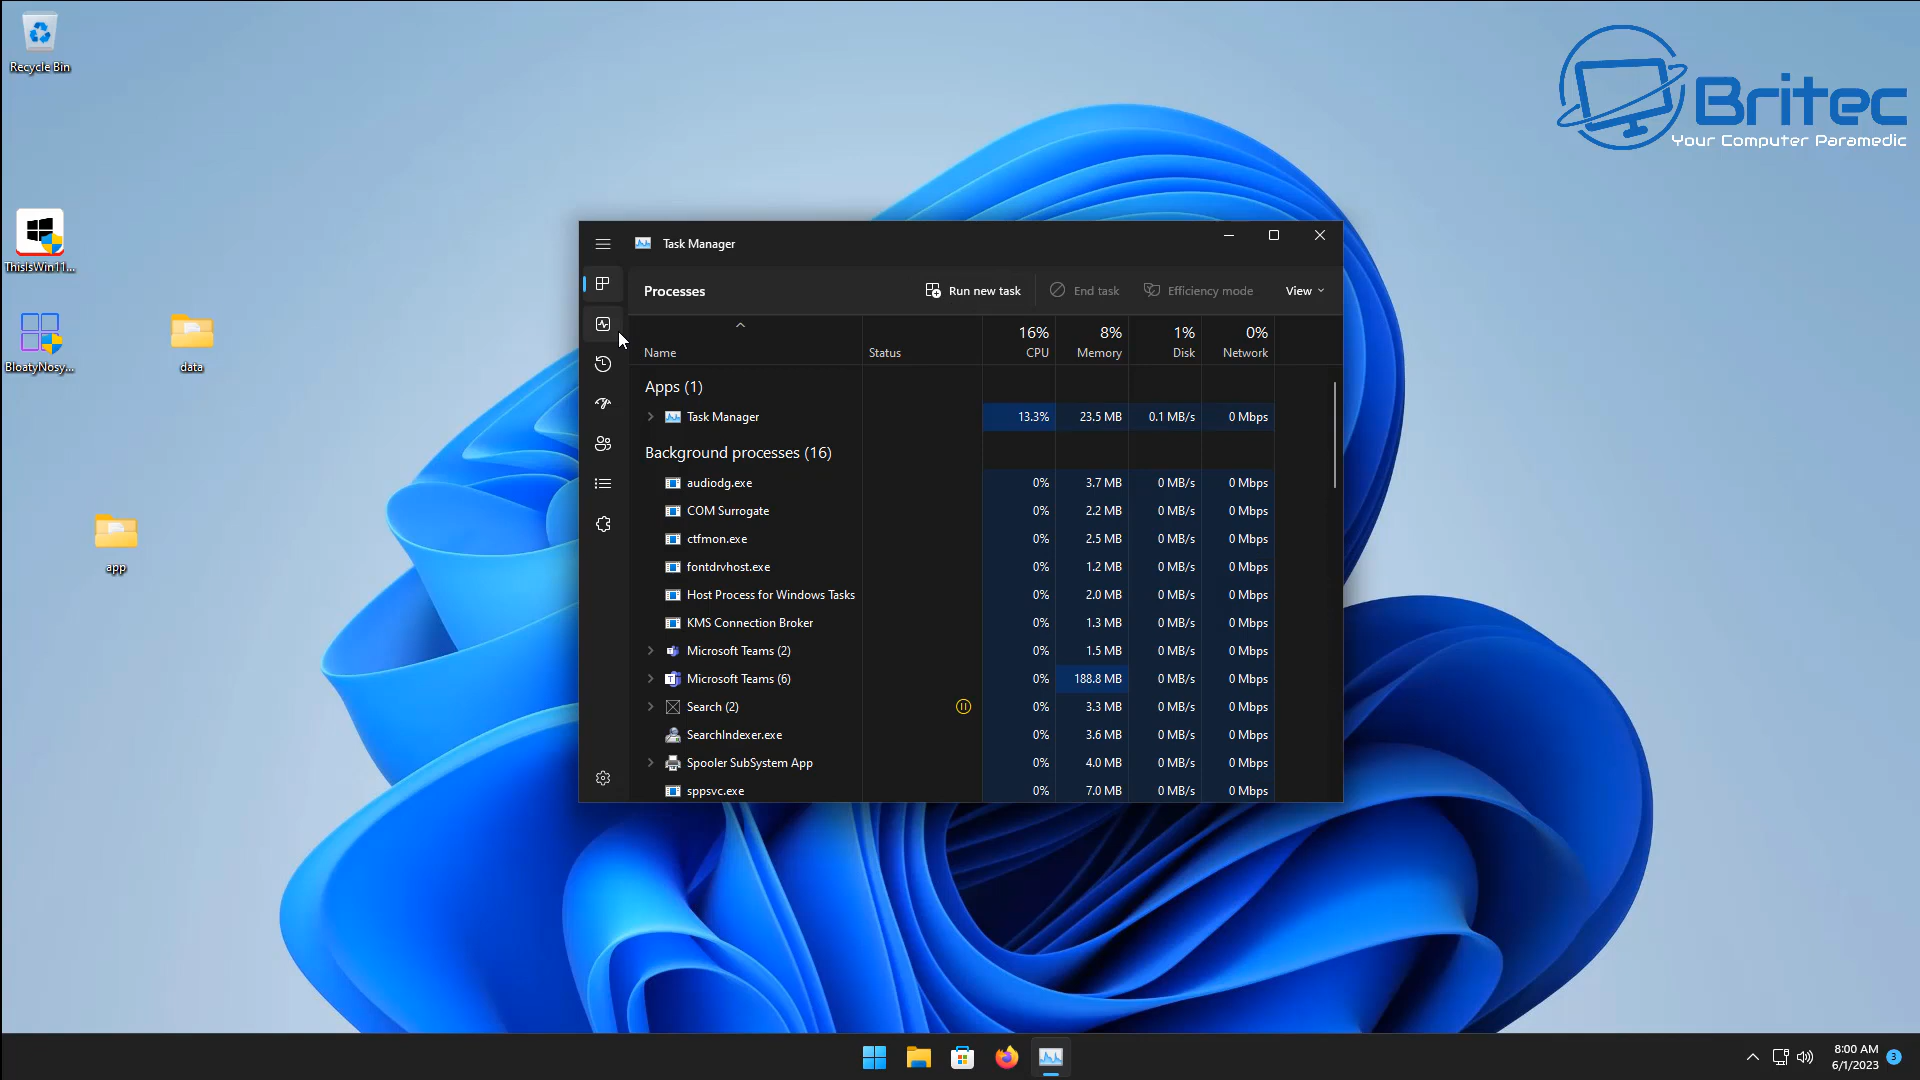 Recycle Bin
ThisIsWin11...
BloatyNosy...
data
app
Britec
Your Computer Paramedic
Task Manager
Processes
Run new task
End task
Efficiency mode
View
16% 8% 1% 0%
Name Status CPU Memory Disk Network
Apps (1)
Task Manager 13.3% 23.5 MB 0.1 MB/s 0 Mbps
Background processes (16)
audiodg.exe 0% 3.7 MB 0 MB/s 0 Mbps
COM Surrogate 0% 2.2 MB 0 MB/s 0 Mbps
ctfmon.exe 0% 2.5 MB 0 MB/s 0 Mbps
fontdrvhost.exe 0% 1.2 MB 0 MB/s 0 Mbps
Host Process for Windows Tasks 0% 2.0 MB 0 MB/s 0 Mbps
KMS Connection Broker 0% 1.3 MB 0 MB/s 0 Mbps
Microsoft Teams (2) 0% 1.5 MB 0 MB/s 0 Mbps
Microsoft Teams (6) 0% 188.8 MB 0 MB/s 0 Mbps
Search (2) 0% 3.3 MB 0 MB/s 0 Mbps
SearchIndexer.exe 0% 3.6 MB 0 MB/s 0 Mbps
Spooler SubSystem App 0% 4.0 MB 0 MB/s 0 Mbps
sppsvc.exe 0% 7.0 MB 0 MB/s 0 Mbps
8:00 AM
6/1/2023
3